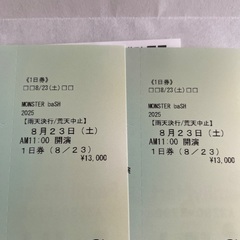 《1日券》
□□8/23(土)□□
MONSTER baSH
2025
【雨天決行/荒天中止】
8月23日(土)
AM11:00 開演
1日券(8/23)
¥13,000
《1日券》
□□8/23(土)□□
MONSTER baSH
2025
【雨天決行/荒天中止】
8月23日(土)
AM11:00 開演
1日券(8/23)
¥13,000